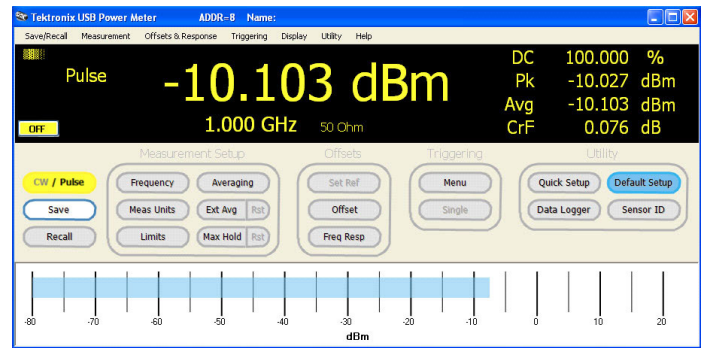 Tektronix USB Power Meter ADDR=8 Name:
Save/Recall Measurement Offsets & Response Triggering Display Utility Help
Pulse
-10.103 dBm
1.000 GHz 50 Ohm
OFF
DC 100.000 %
Pk -10.027 dBm
Avg -10.103 dBm
CrF 0.076 dB
Measurement Setup Offsets Triggering Utility
CW / Pulse Frequency Averaging Set Ref Menu Quick Setup Default Setup
Save Meas Units Ext Avg Rst Offset Single Data Logger Sensor ID
Recall Limits Max Hold Rst Freq Resp
-80 -70 -60 -50 -40 -30 -20 -10 0 10 20
dBm